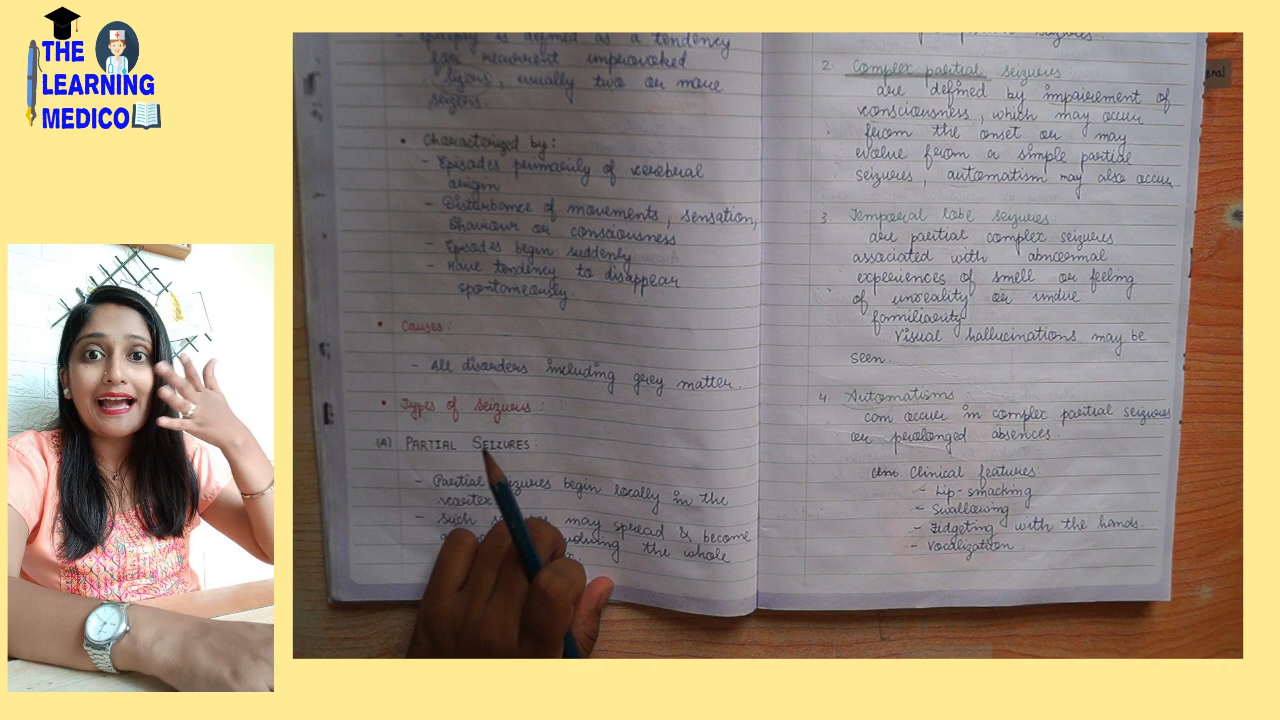 THE
LEARNING
MEDICO
Epilepsy is defined as a tendency
for recurrent unprovoked
, usually two or more
- Characterized by:
- Episodes primarily of cerebral
origin
- Disturbance of movements, sensation,
Behaviour or consciousness
- Episodes begin suddenly
- Have tendency to disappear
spontaneously.
• Causes:
- All disorders including grey matter.
• Types of Seizures:
(A) PARTIAL SEIZURES.
- Partial seizures begin locally in the
cortex
- Such may spread & become
the whole
seizures.
2. Complex partial seizures:
are defined by impairement of
consciousness, which may occur
from the onset or may
evolve from a simple partial
seizures, automatism may also occur
3 Temporal lobe seizures
are partial complex seizures
associated with abnormal
experiences of smell or feeling
of unreality or undue
familiarity
Visual hallucinations may be
seen.
4. Automatisms
can occur in complex partial seizures
or prolonged absences.
Clinical features:
- Lip-smacking
- Swallowing
- Fidgeting with the hands.
- Vocalization